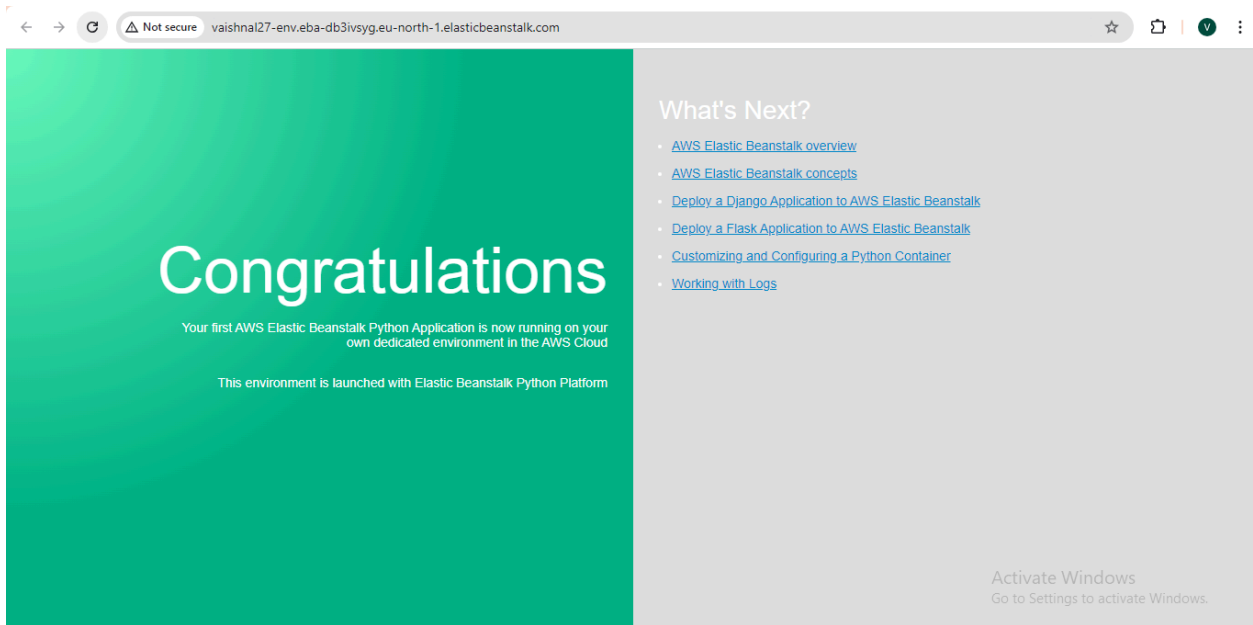 Not secure
vaishnal27-env.eba-db3ivsyg.eu-north-1.elasticbeanstalk.com
V
Congratulations
Your first AWS Elastic Beanstalk Python Application is now running on your
own dedicated environment in the AWS Cloud
This environment is launched with Elastic Beanstalk Python Platform
What's Next?
AWS Elastic Beanstalk overview
AWS Elastic Beanstalk concepts
Deploy a Django Application to AWS Elastic Beanstalk
Deploy a Flask Application to AWS Elastic Beanstalk
Customizing and Configuring a Python Container
Working with Logs
Activate Windows
Go to Settings to activate Windows.